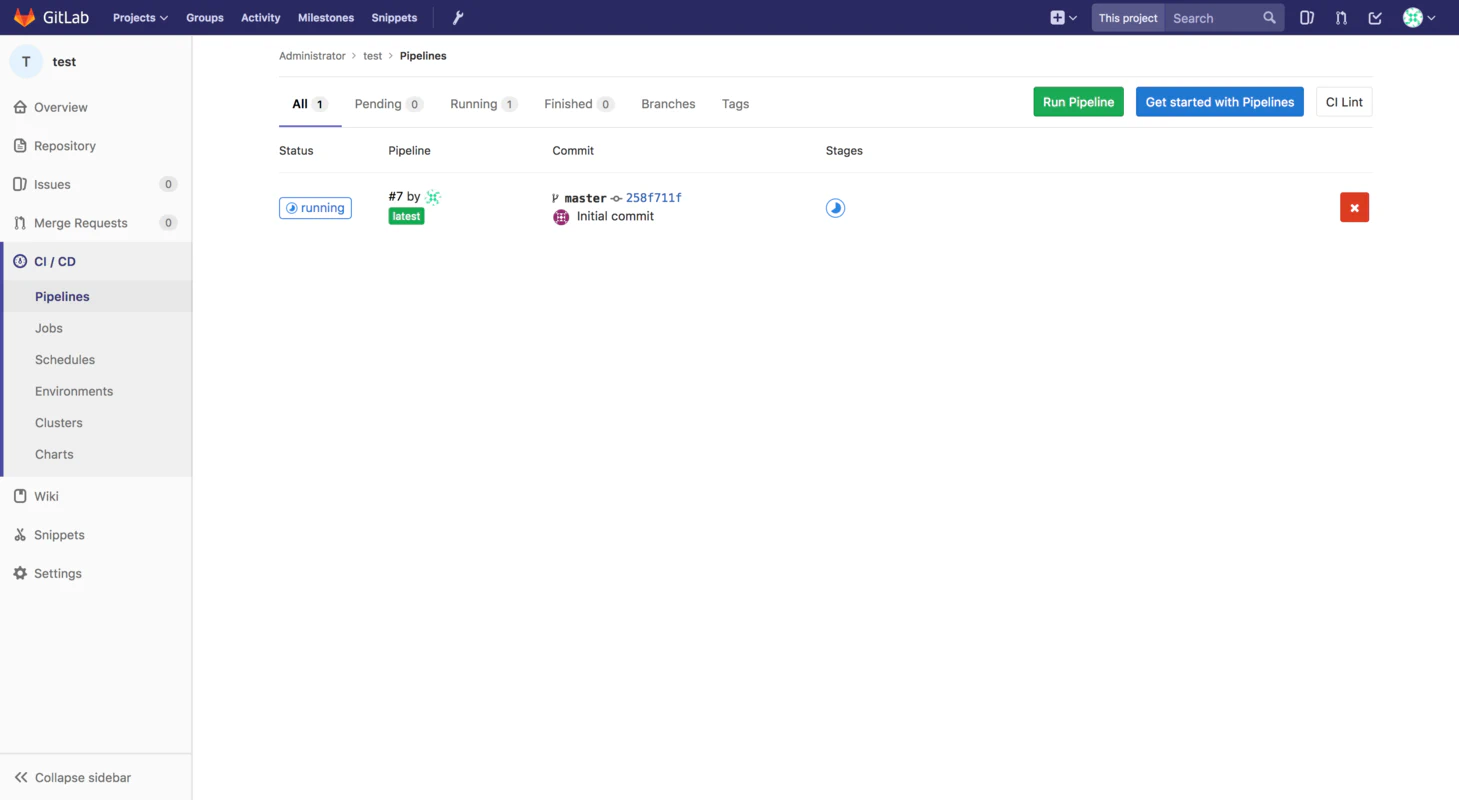 GitLab Projects Groups Activity Milestones Snippets This project Search
T test
Overview
Repository
Issues 0
Merge Requests 0
CI / CD
Pipelines
Jobs
Schedules
Environments
Clusters
Charts
Wiki
Snippets
Settings
Collapse sidebar
Administrator > test > Pipelines
All 1 Pending 0 Running 1 Finished 0 Branches Tags Run Pipeline Get started with Pipelines CI Lint
Status Pipeline Commit Stages
running #7 by master 258f711f
latest Initial commit